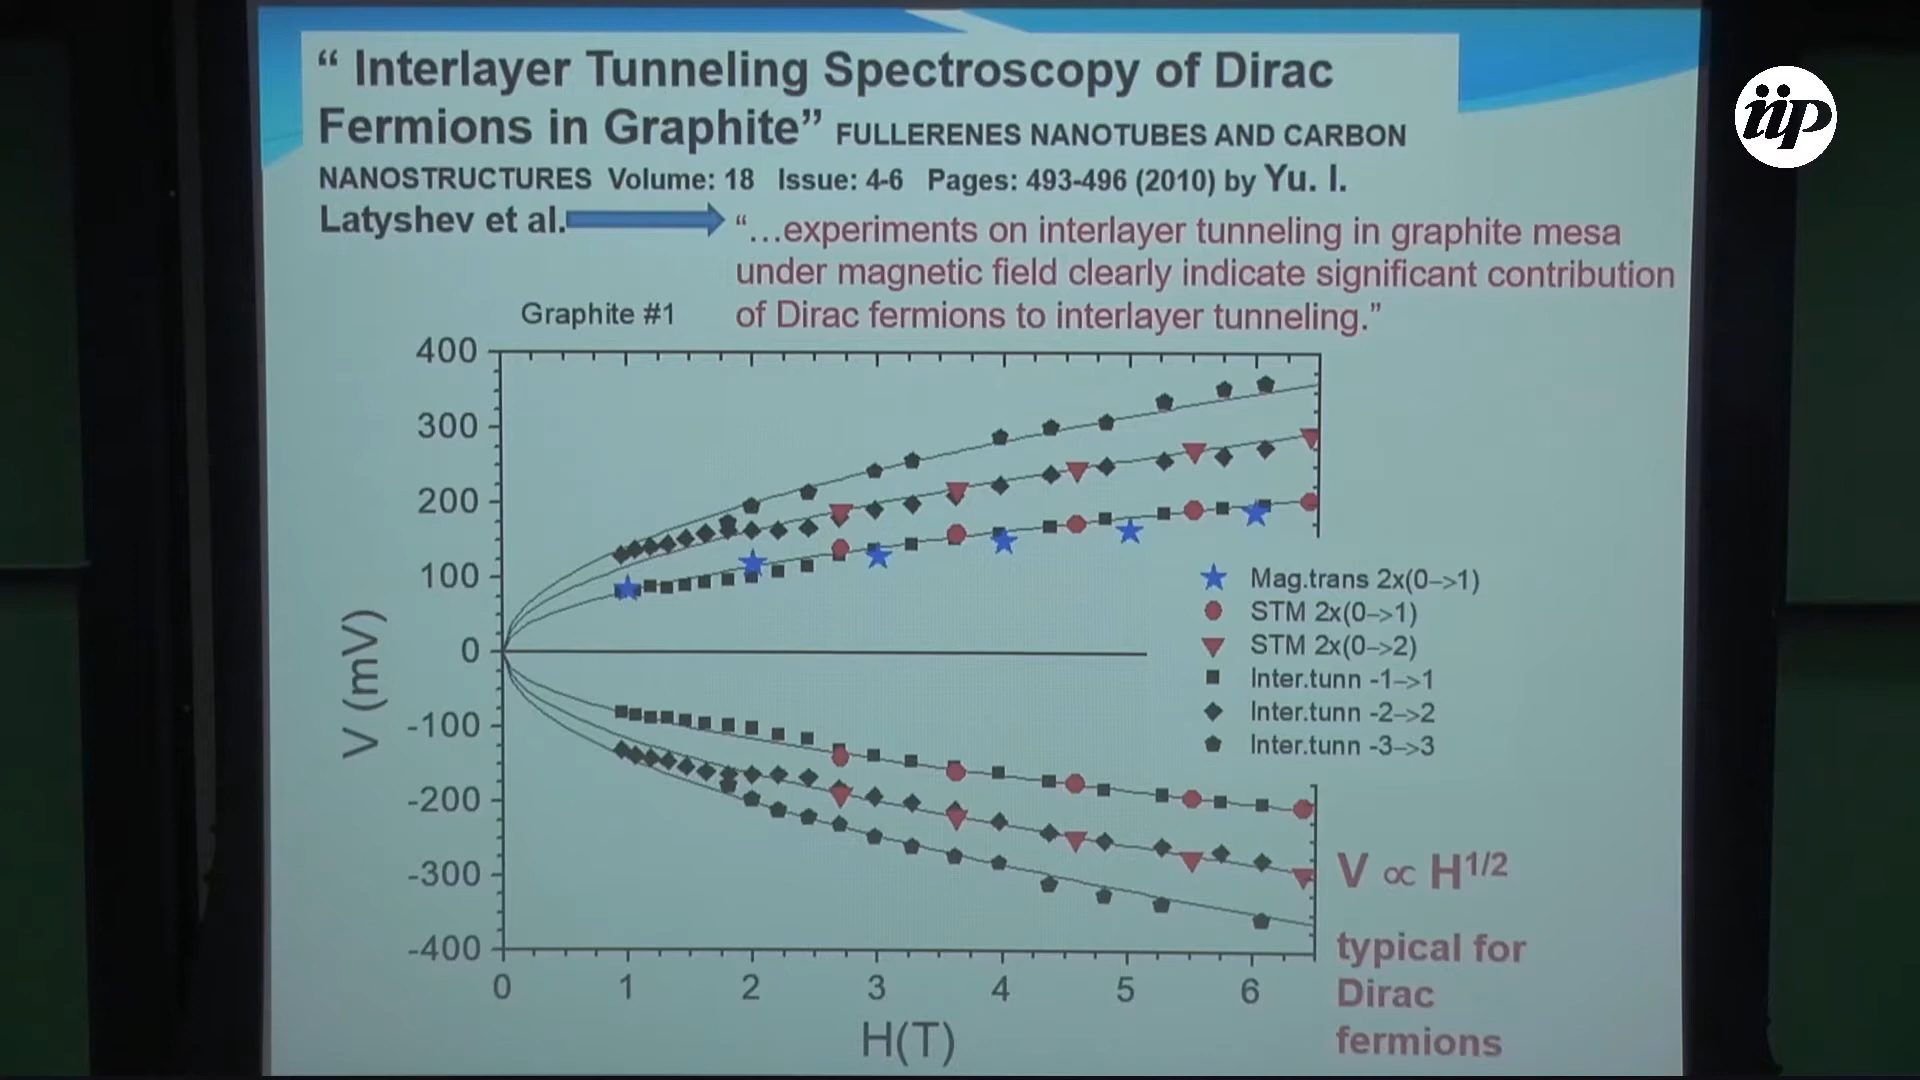 “ Interlayer Tunneling Spectroscopy of Dirac
Fermions in Graphite” FULLERENES NANOTUBES AND CARBON
NANOSTRUCTURES Volume: 18 Issue: 4-6 Pages: 493-496 (2010) by Yu. I.
Latyshev et al.
“…experiments on interlayer tunneling in graphite mesa
under magnetic field clearly indicate significant contribution
of Dirac fermions to interlayer tunneling.”
Graphite #1
400
300
200
100
0
-100
-200
-300
-400
V (mV)
0 1 2 3 4 5 6
H(T)
Mag.trans 2x(0–>1)
STM 2x(0–>1)
STM 2x(0–>2)
Inter.tunn -1–>1
Inter.tunn -2–>2
Inter.tunn -3–>3
V ∝ H1/2
typical for
Dirac
fermions
iip